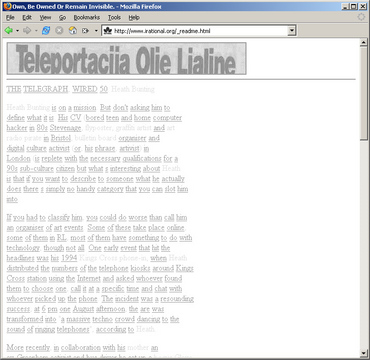 Own, Be Owned Or Remain Invisible. - Mozilla Firefox
File Edit View Go Bookmarks Tools Help
http://www.irational.org/_readme.html
Teleportacija Olie Lialine
THE TELEGRAPH, WIRED 50: Heath Bunting
Heath Bunting is on a mission. But don't asking him to
define what it is. His CV: bored teen and home computer
hacker in 80s Stevenage, flyposter, graffiti artist and art
radio pirate in Bristol, bulletin board organiser and
digital culture activist (or, his phrase, artivist) in
London, is replete with the necessary qualifications for a
90s sub-culture citizen but what s interesting about Heath
is that if you want to describe to someone what he actually
does there s simply no handy category that you can slot him
into.
If you had to classify him, you could do worse than call him
an organiser of art events. Some of these take place online
some of them in RL, most of them have something to do with
technology, though not all. One early event that hit the
headlines was his 1994 Kings Cross phone-in, when Heath
distributed the numbers of the telephone kiosks around Kings
Cross station using the Internet and asked whoever found
them to choose one, call it at a specific time and chat with
whoever picked up the phone. The incident was a resounding
success, at 6 pm one August afternoon, the are was
transformed into 'a massive techno crowd dancing to the
sound of ringing telephones', according to Heath.
More recently, in collaboration with his mother an